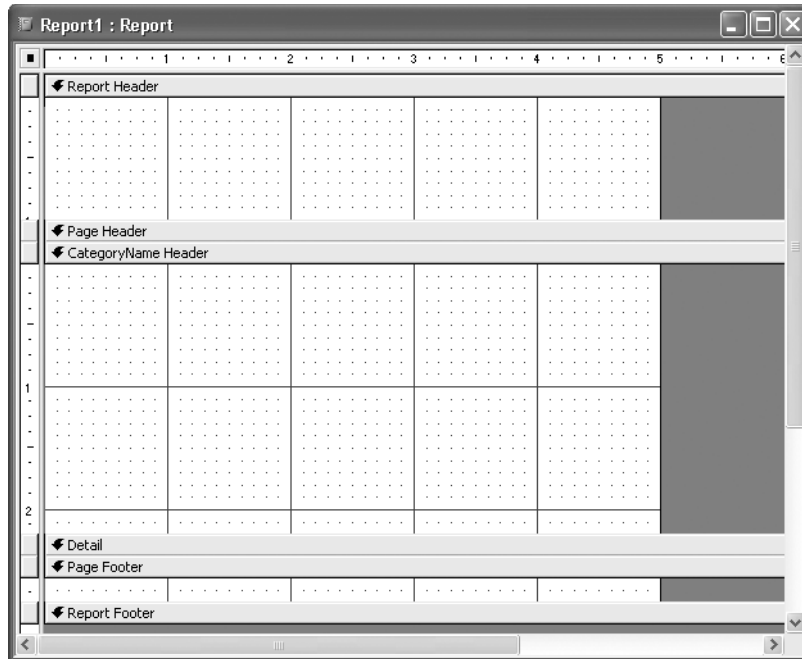 Report1 : Report
1 2 3 4 5 6
Report Header
Page Header
CategoryName Header
1
2
Detail
Page Footer
Report Footer